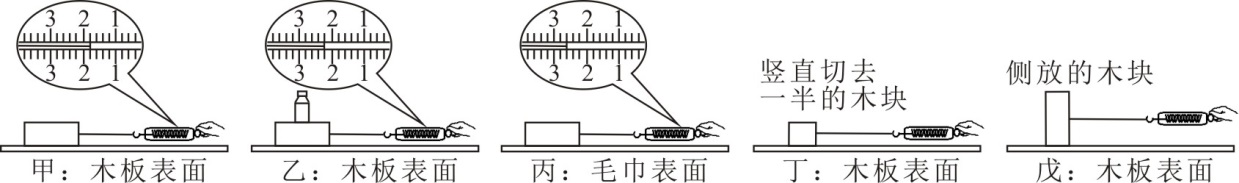 3 2 1
3 2 1
甲：木板表面
3 2 1
3 2 1
乙：木板表面
3 2 1
3 2 1
丙：毛巾表面
竖直切去
一半的木块
丁：木板表面
侧放的木块
戊：木板表面